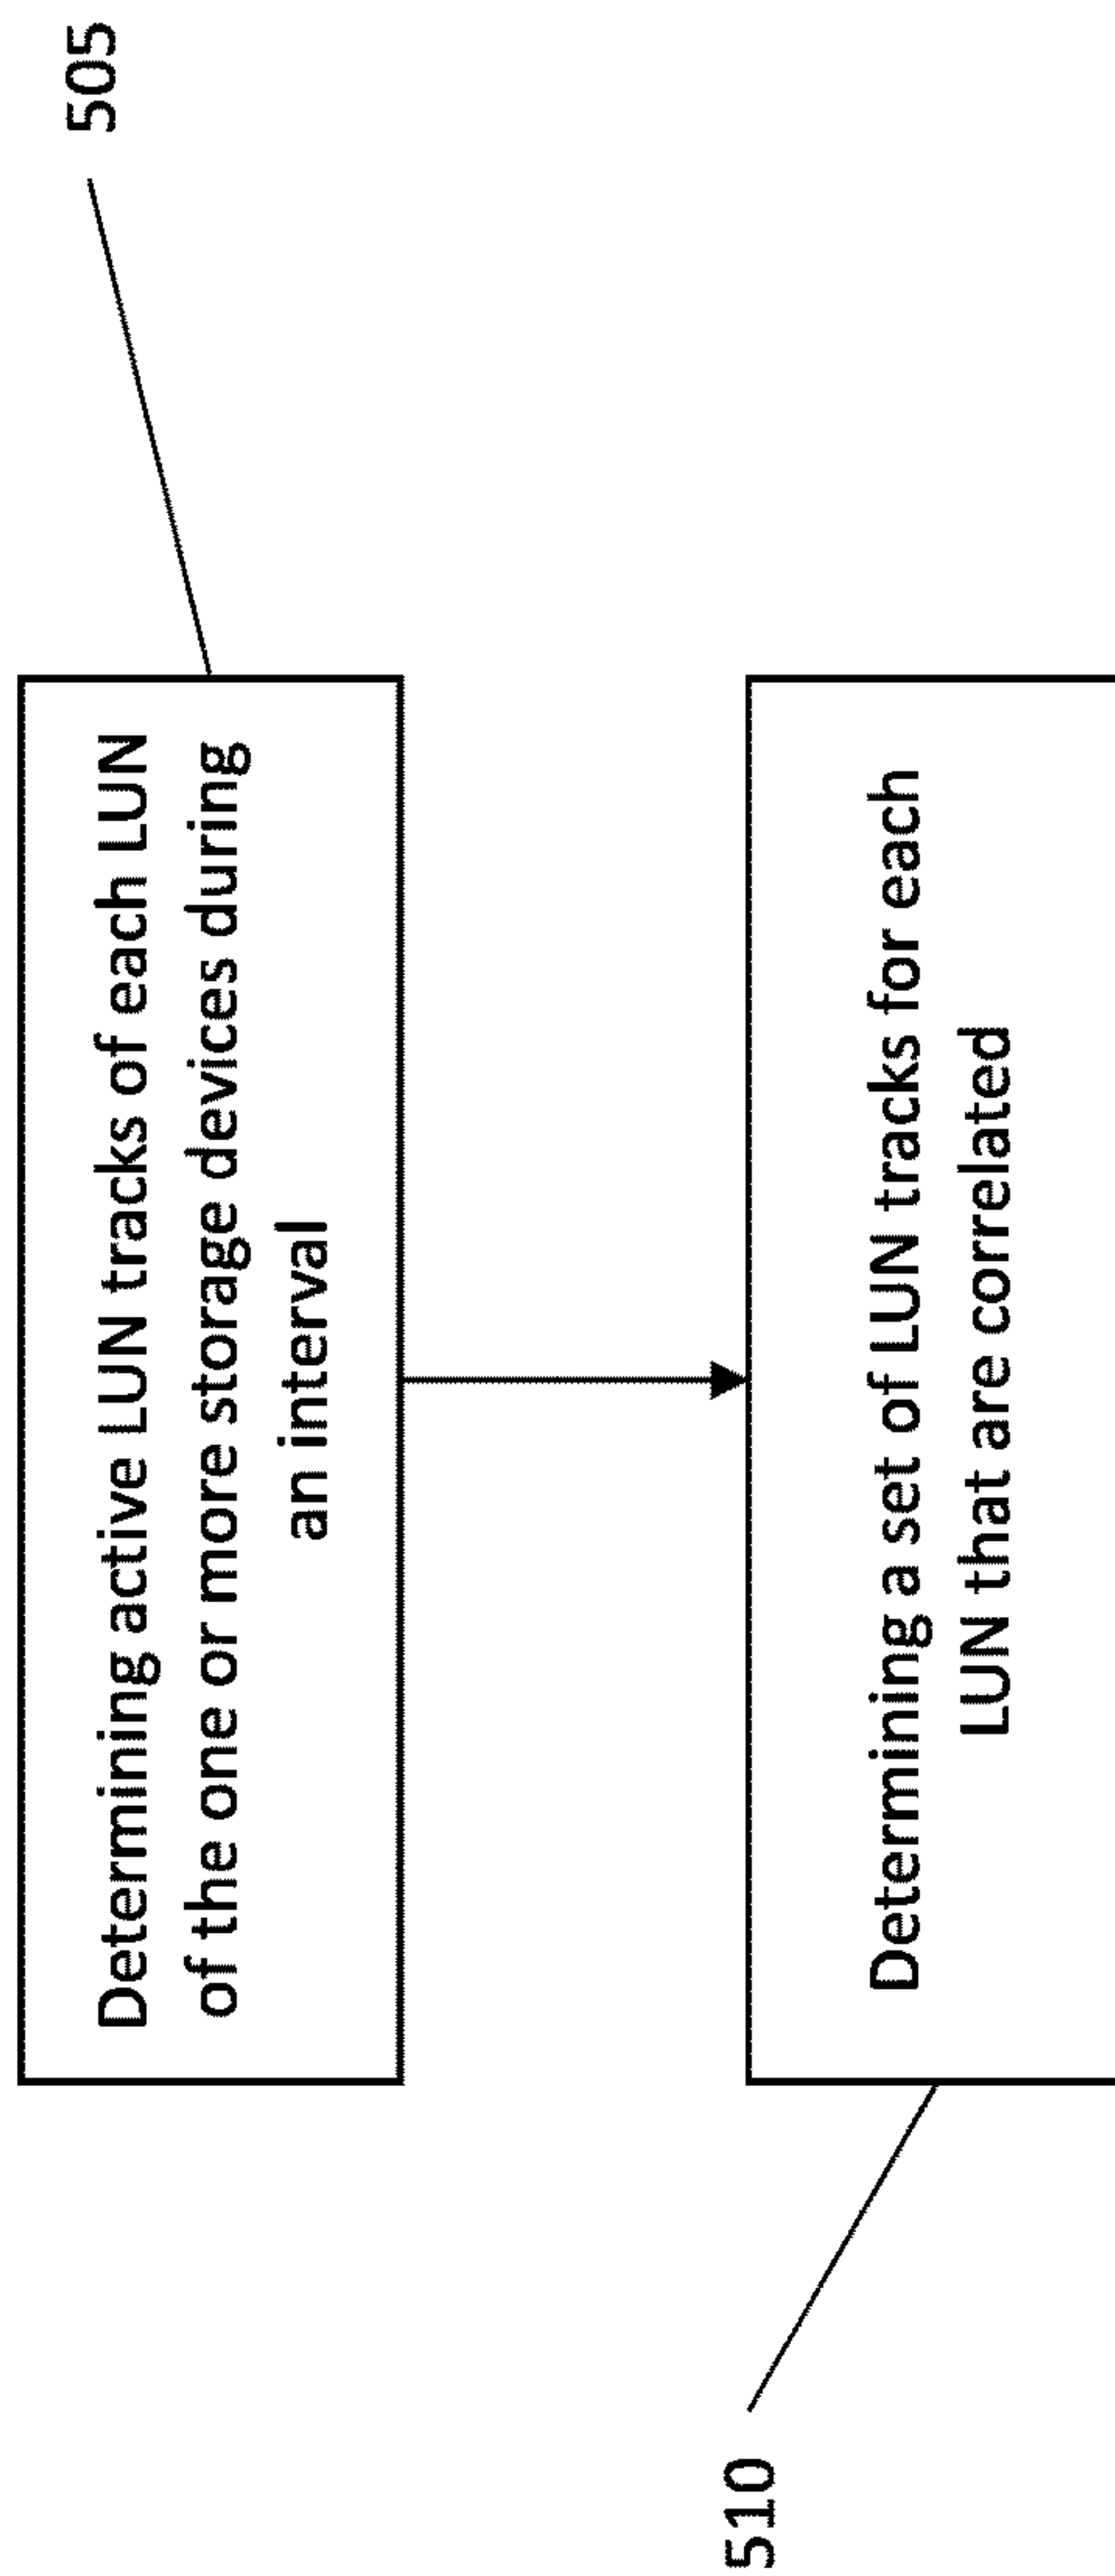 505
Determining active LUN tracks of each LUN
of the one or more storage devices during
an interval
510
Determining a set of LUN tracks for each
LUN that are correlated